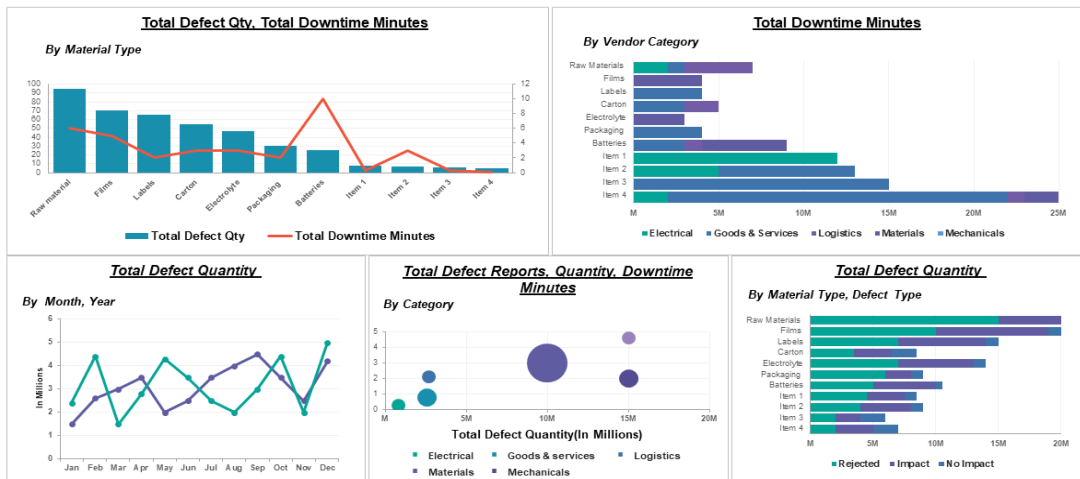 Total Defect Qty, Total Downtime Minutes
By Material Type
100
90
80
70
60
50
40
30
20
10
0
12
10
8
6
4
2
0
Raw material
Films
Labels
Carton
Electrolyte
Packaging
Batteries
Item 1
Item 2
Item 3
Item 4
Total Defect Qty
Total Downtime Minutes
Total Downtime Minutes
By Vendor Category
Raw Materials
Films
Labels
Carton
Electrolyte
Packaging
Batteries
Item 1
Item 2
Item 3
Item 4
M 5M 10M 15M 20M 25M
Electrical Goods & Services Logistics Materials Mechanicals
Total Defect Quantity
By Month, Year
In Millions
6
5
4
3
2
1
0
Jan Feb Mar Apr May Jun Jul Aug Sep Oct Nov Dec
Total Defect Reports, Quantity, Downtime
Minutes
By Category
5
4
3
2
1
0
M 5M 10M 15M 20M
Total Defect Quantity(In Millions)
Electrical Goods & services Logistics
Materials Mechanicals
Total Defect Quantity
By Material Type, Defect Type
Raw Materials
Films
Labels
Carton
Electrolyte
Packaging
Batteries
Item 1
Item 2
Item 3
Item 4
M 5M 10M 15M 20M
Rejected Impact No Impact